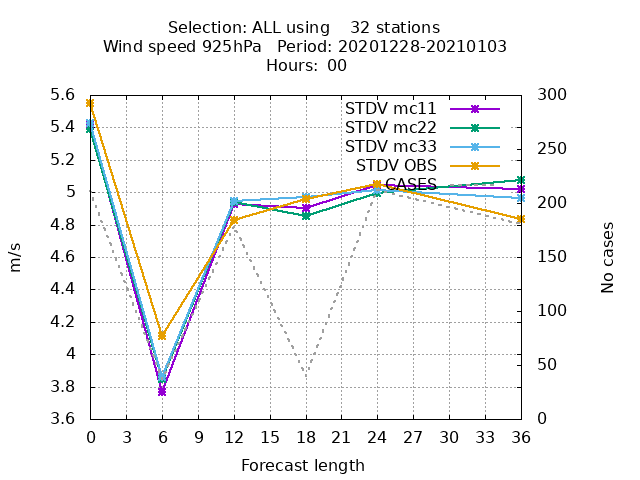 Selection: ALL using    32 stations
Wind speed 925hPa   Period: 20201228-20210103
Hours: 00
5.6
5.4
5.2
5
4.8
4.6
4.4
4.2
4
3.8
3.6
m/s
STDV mc11
STDV mc22
STDV mc33
STDV OBS
CASES
300
250
200
150
100
50
0
No cases
0 3 6 9 12 15 18 21 24 27 30 33 36
Forecast length